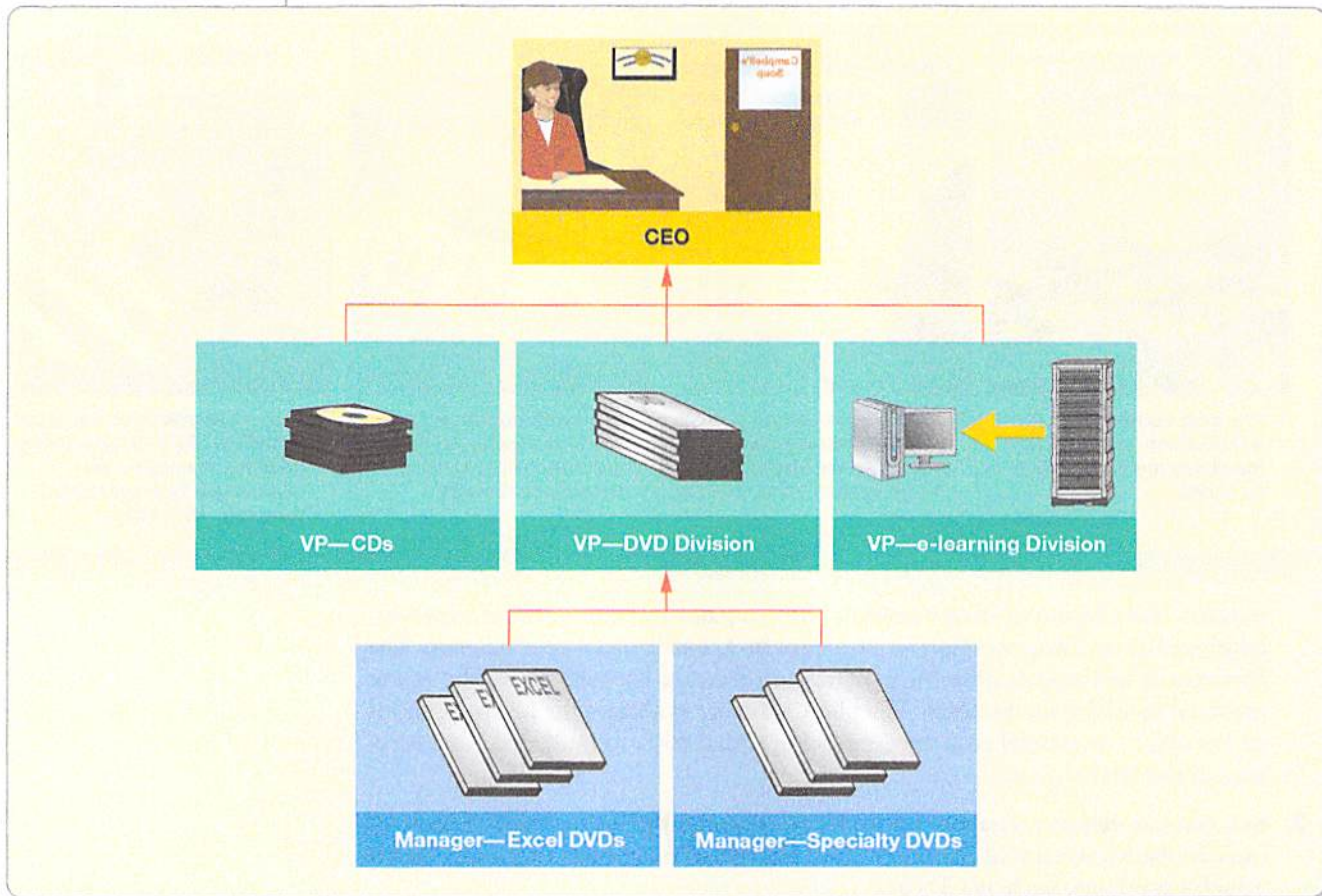 Campbell's
Soup
CEO
VP—CDs
VP—DVD Division
VP—e-learning Division
EXCEL
Manager—Excel DVDs
Manager—Specialty DVDs